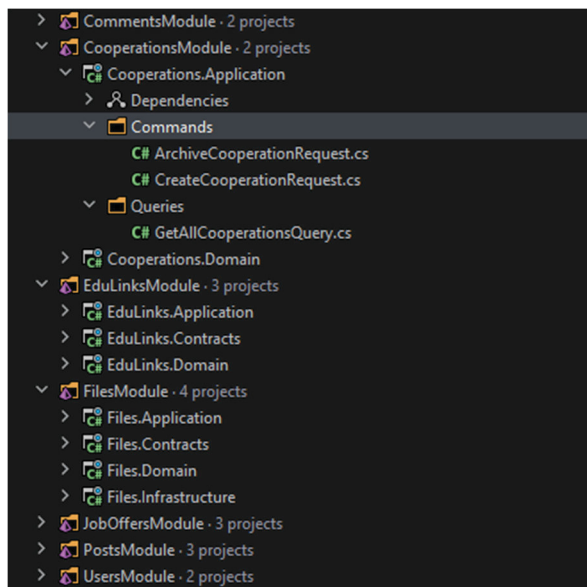 CommentsModule · 2 projects
CooperationsModule · 2 projects
C# Cooperations.Application
Dependencies
Commands
C# ArchiveCooperationRequest.cs
C# CreateCooperationRequest.cs
Queries
C# GetAllCooperationsQuery.cs
C# Cooperations.Domain
EduLinksModule · 3 projects
C# EduLinks.Application
C# EduLinks.Contracts
C# EduLinks.Domain
FilesModule · 4 projects
C# Files.Application
C# Files.Contracts
C# Files.Domain
C# Files.Infrastructure
JobOffersModule · 3 projects
PostsModule · 3 projects
UsersModule · 2 projects